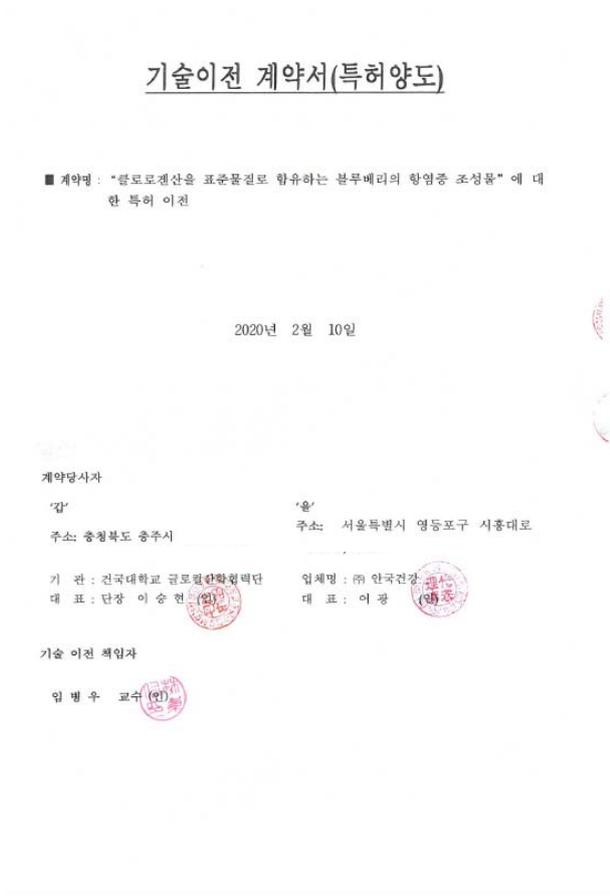 기술이전 계약서(특허양도)
■ 계약명 : "클로로겐산을 표준물질로 함유하는 블루베리의 항염증 조성물" 에 대
한 특허 이전
2020년 2월 10일
계약당사자
'갑'
주소: 충청북도 충주시
기 관 : 건국대학교 글로컬산학협력단
대 표 : 단장 이 승 현 (인)
'을'
주소: 서울특별시 영등포구 시흥대로
업체명 : ㈜ 안국건강
대 표 : 어 광 (인)
기술 이전 책임자
임 병 우 교수 (인)